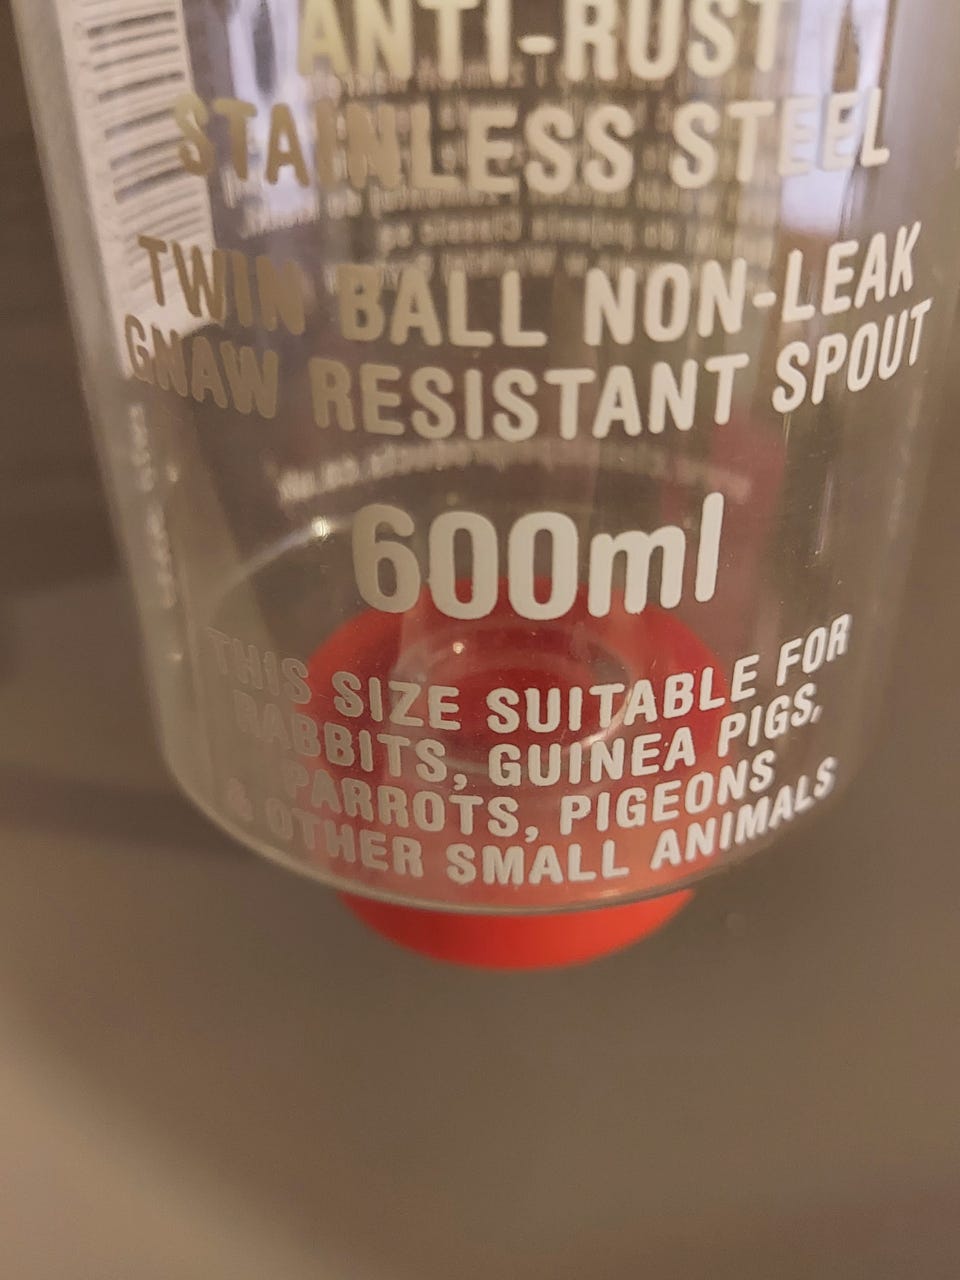 ANTI-RUST
STAINLESS STEEL
TWIN BALL NON-LEAK
GNAW RESISTANT SPOUT
600ml
THIS SIZE SUITABLE FOR
RABBITS, GUINEA PIGS,
PARROTS, PIGEONS
& OTHER SMALL ANIMALS